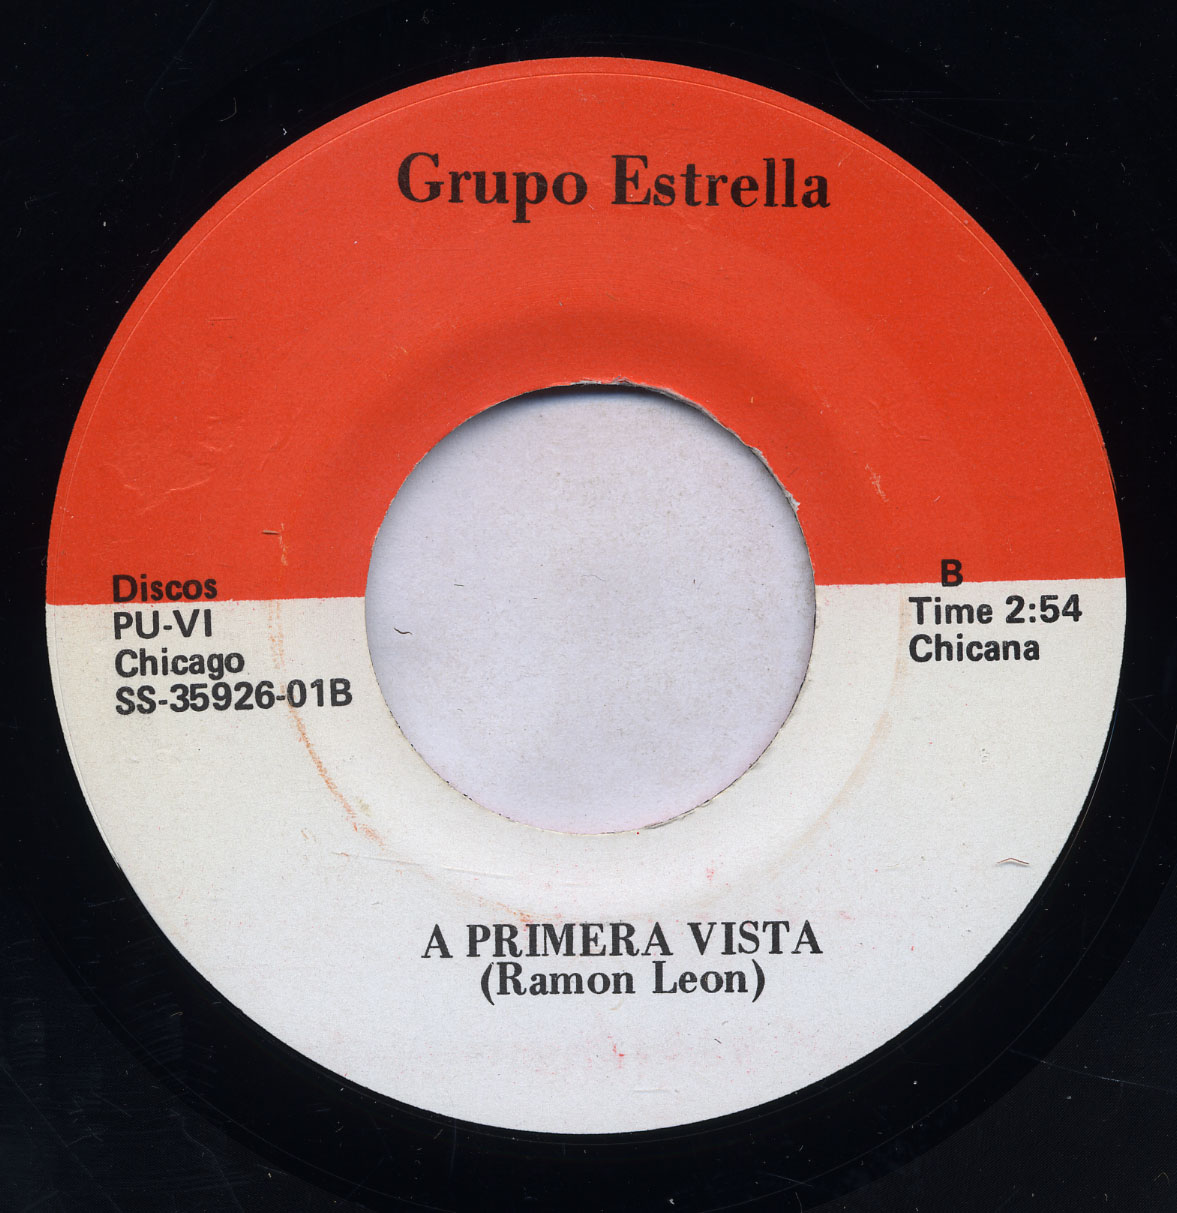 Grupo Estrella
Discos
PU-VI
Chicago
SS-35926-01B
B
Time 2:54
Chicana
A PRIMERA VISTA
(Ramon Leon)